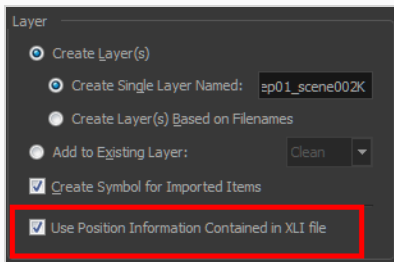 Layer
Create Layer(s)
Create Single Layer Named: ep01_scene002K
Create Layer(s) Based on Filenames
Add to Existing Layer: Clean
Create Symbol for Imported Items
Use Position Information Contained in XLI file